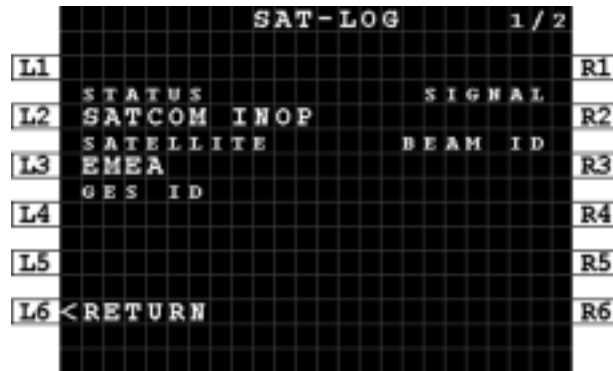 SAT-LOG 1/2
L1 R1
STATUS SIGNAL
L2 SATCOM INOP R2
SATELLITE BEAM ID
L3 EMEA R3
GES ID
L4 R4
L5 R5
L6 <RETURN R6